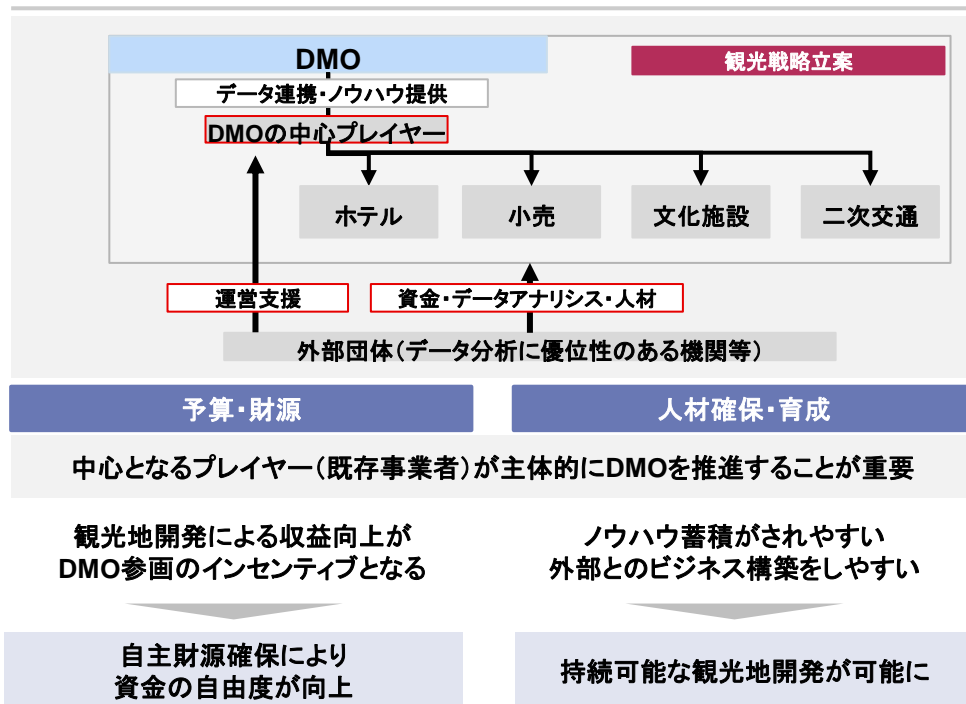 DMO
観光戦略立案
データ連携・ノウハウ提供
DMOの中心プレイヤー
ホテル
小売
文化施設
二次交通
運営支援
資金・データアナリシス・人材
外部団体（データ分析に優位性のある機関等）
予算・財源
人材確保・育成
中心となるプレイヤー（既存事業者）が主体的にDMOを推進することが重要
観光地開発による収益向上が
DMO参画のインセンティブとなる
ノウハウ蓄積がされやすい
外部とのビジネス構築をしやすい
自主財源確保により
資金の自由度が向上
持続可能な観光地開発が可能に